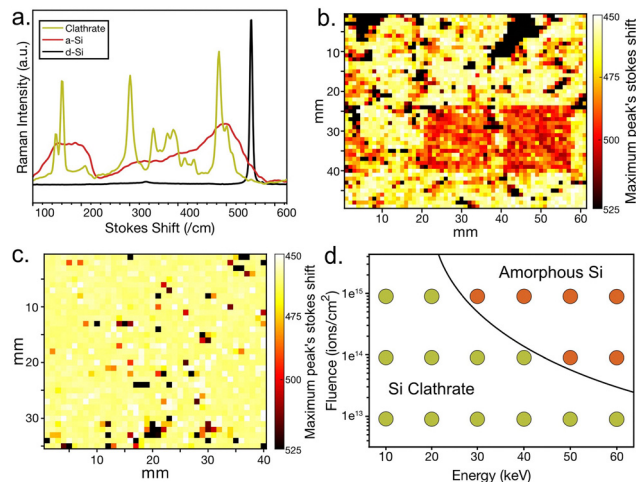 a.
Clathrate
a-Si
d-Si
Raman Intensity (a.u.)
100 200 300 400 500 600
Stokes Shift (/cm)
b.
mm
10
20
30
40
10 20 30 40 50 60
mm
450
475
500
525
Maximum peak's stokes shift
c.
mm
10
20
30
10 20 30 40
mm
450
475
500
525
Maximum peak's stokes shift
d.
Fluence (ions/cm²)
1e¹⁵
1e¹⁴
1e¹³
Amorphous Si
Si Clathrate
10 20 30 40 50 60
Energy (keV)